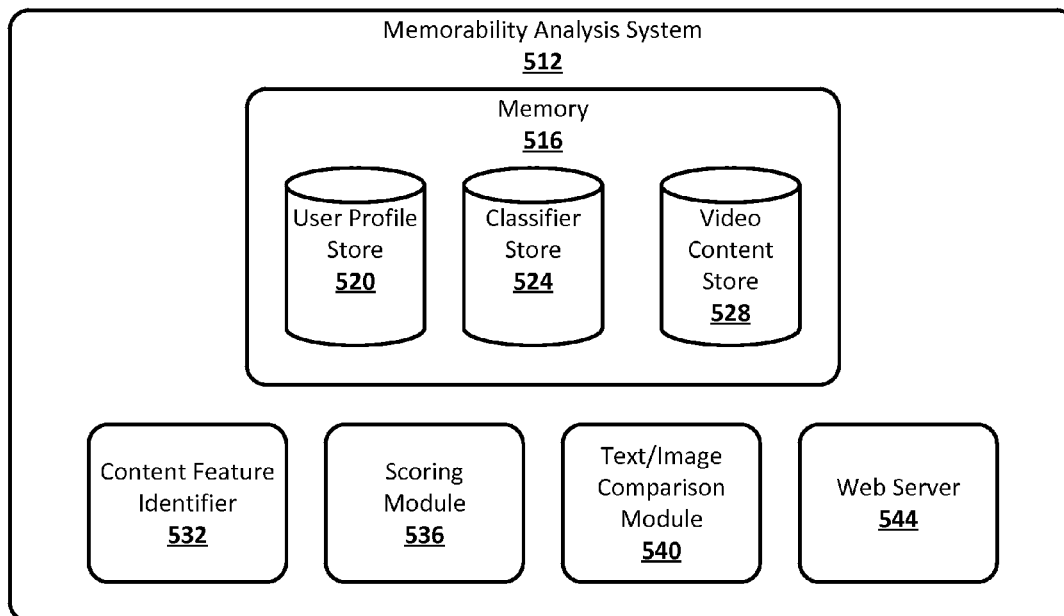 Memorability Analysis System
512
Memory
516
User Profile
Store
520
Classifier
Store
524
Video
Content
Store
528
Content Feature
Identifier
532
Scoring
Module
536
Text/Image
Comparison
Module
540
Web Server
544